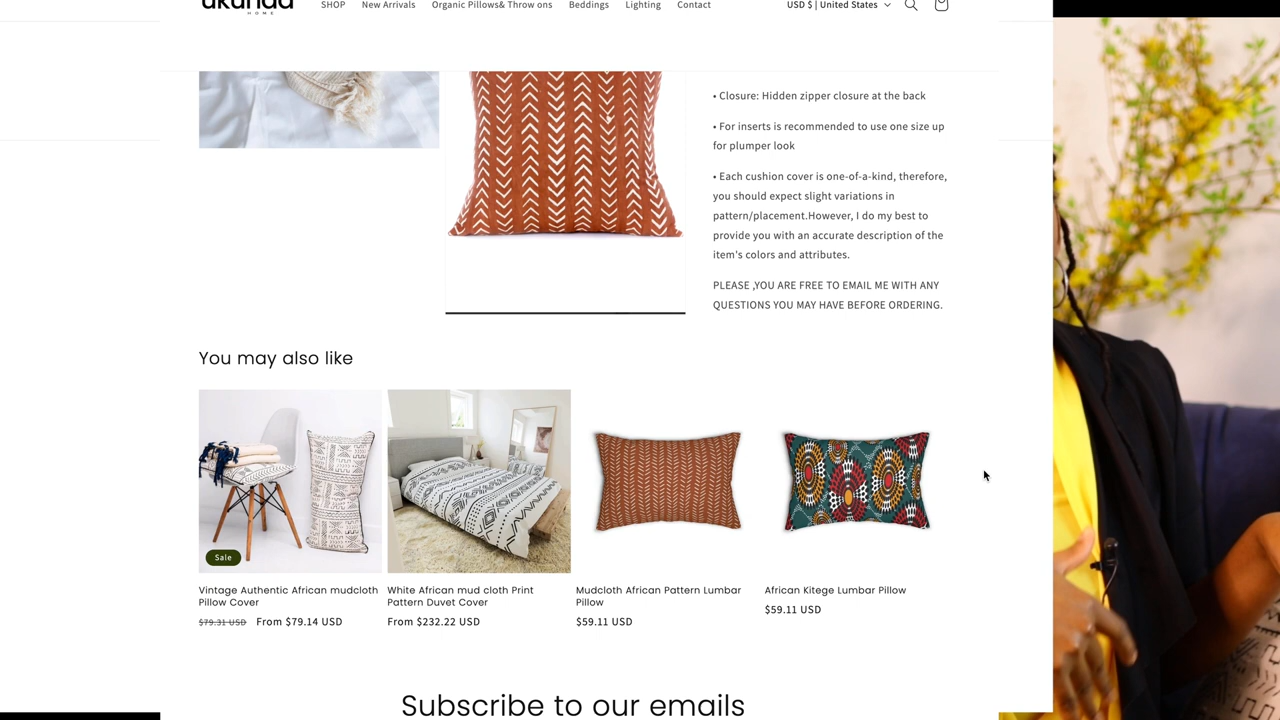 ukunda
HOME
SHOP New Arrivals Organic Pillows& Throw ons Beddings Lighting Contact USD $ | United States
• Closure: Hidden zipper closure at the back
• For inserts is recommended to use one size up
for plumper look
• Each cushion cover is one-of-a-kind, therefore,
you should expect slight variations in
pattern/placement.However, I do my best to
provide you with an accurate description of the
item's colors and attributes.
PLEASE ,YOU ARE FREE TO EMAIL ME WITH ANY
QUESTIONS YOU MAY HAVE BEFORE ORDERING.
You may also like
Sale
Vintage Authentic African mudcloth
Pillow Cover
$79.31 USD From $79.14 USD
White African mud cloth Print
Pattern Duvet Cover
From $232.22 USD
Mudcloth African Pattern Lumbar
Pillow
$59.11 USD
African Kitege Lumbar Pillow
$59.11 USD
Subscribe to our emails